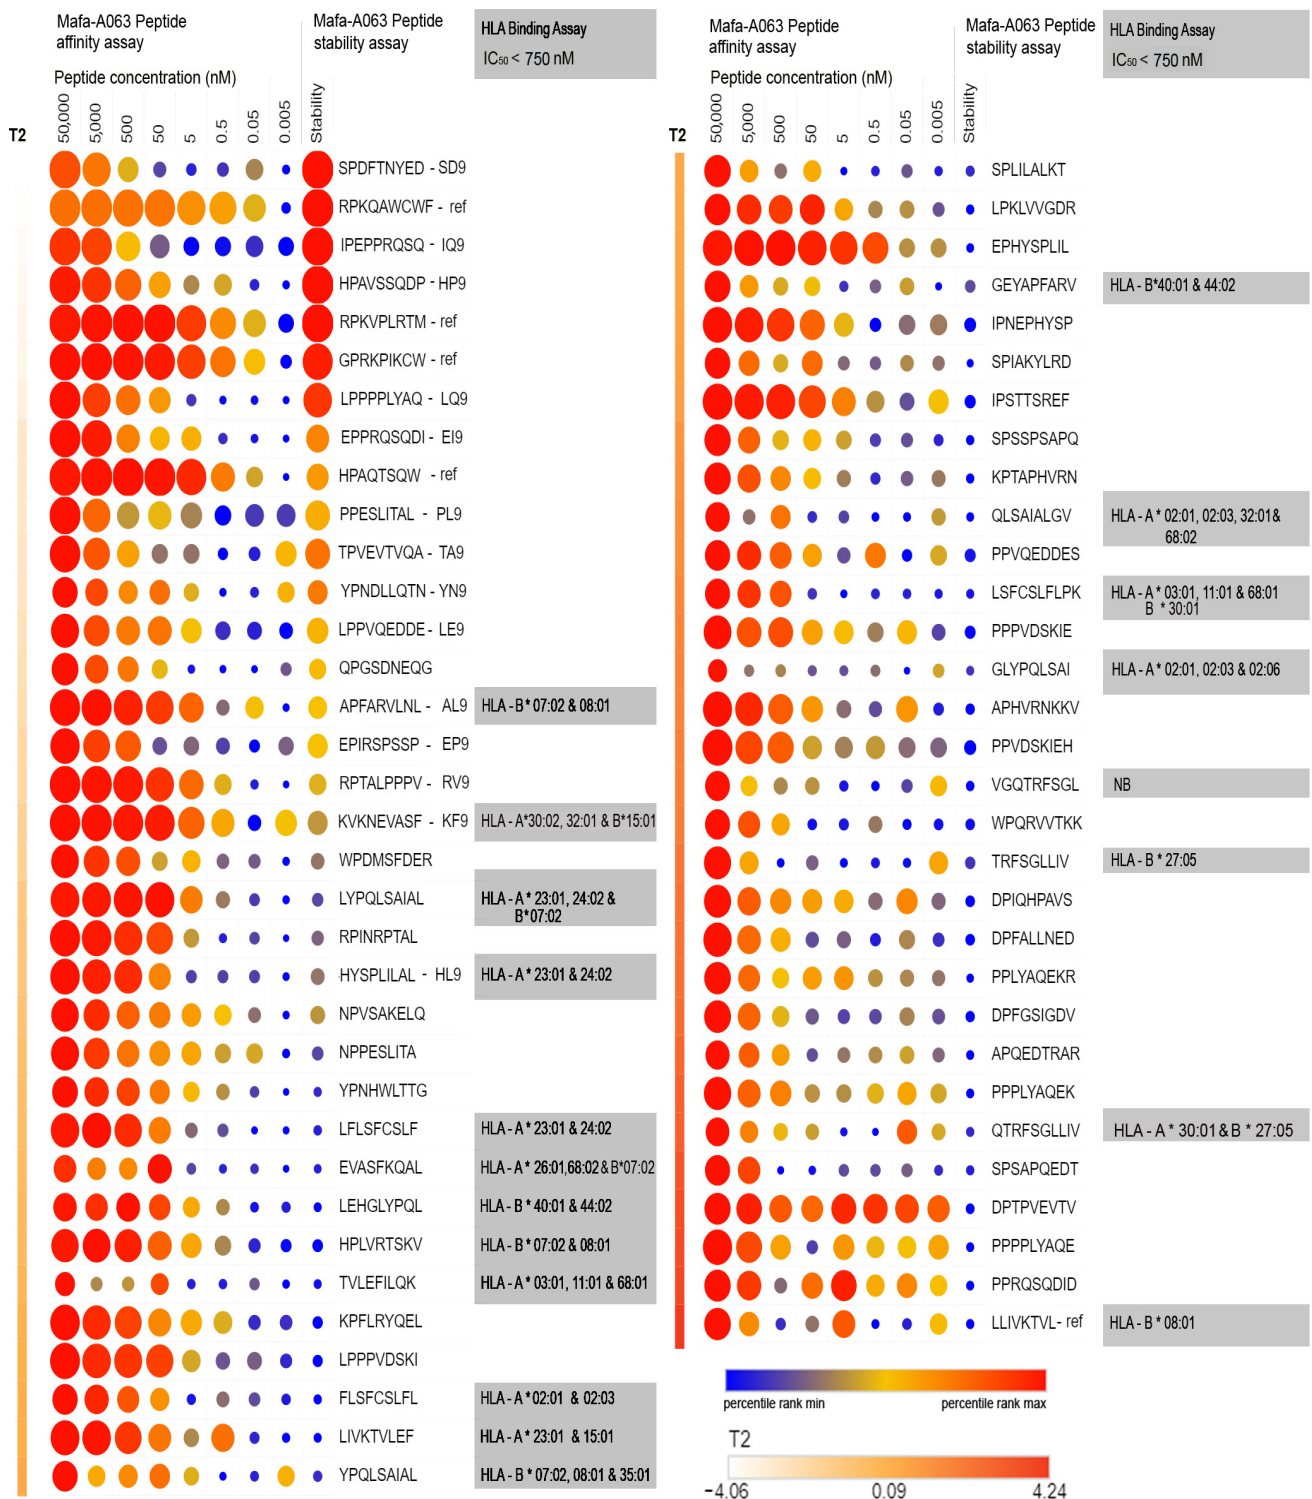 Mafa-A063 Peptide
affinity assay
Mafa-A063 Peptide
stability assay
HLA Binding Assay
IC50 < 750 nM
Peptide concentration (nM)
T2
50,000
5,000
500
50
5
0.5
0.05
0.005
Stability
SPDFTNYED - SD9
RPKQAWCWF - ref
IPEPPRQSQ - IQ9
HPAVSSQDP - HP9
RPKVPLRTM - ref
GPRKPIKCW - ref
LPPPPLYAQ - LQ9
EPPRQSQDI - EI9
HPAQTSQW - ref
PPESLITAL - PL9
TPVEVTVQA - TA9
YPNDLLQTN - YN9
LPPVQEDDE - LE9
QPGSDNEQG
APFARVLNL - AL9 HLA - B* 07:02 & 08:01
EPIRSPSSP - EP9
RPTALPPPV - RV9
KVKNEVASF - KF9 HLA - A*30:02, 32:01 & B*15:01
WPDMSFDER
LYPQLSAIAL HLA - A * 23:01, 24:02 &
B*07:02
RPINRPTAL
HYSPLILAL - HL9 HLA - A * 23:01 & 24:02
NPVSAKELQ
NPPESLITA
YPNHWLTTG
LFLSFCSLF HLA - A * 23:01 & 24:02
EVASFKQAL HLA - A * 26:01,68:02 & B*07:02
LEHGLYPQL HLA - B * 40:01 & 44:02
HPLVRTSKV HLA - B * 07:02 & 08:01
TVLEFILQK HLA - A * 03:01, 11:01 & 68:01
KPFLRYQEL
LPPPVDSKI
FLSFCSLFL HLA - A * 02:01 & 02:03
LIVKTVLEF HLA - A * 23:01 & 15:01
YPQLSAIAL HLA - B * 07:02, 08:01 & 35:01
Mafa-A063 Peptide
affinity assay
Mafa-A063 Peptide
stability assay
HLA Binding Assay
IC50 < 750 nM
Peptide concentration (nM)
T2
50,000
5,000
500
50
5
0.5
0.05
0.005
Stability
SPLILALKT
LPKLVVGDR
EPHYSPLIL
GEYAPFARV HLA - B*40:01 & 44:02
IPNEPHYSP
SPIAKYLRD
IPSTTSREF
SPSSPSAPQ
KPTAPHVRN
QLSAIALGV HLA - A * 02:01, 02:03, 32:01&
68:02
PPVQEDDES
LSFCSLFLPK HLA - A * 03:01, 11:01 & 68:01
B * 30:01
PPPVDSKIE
GLYPQLSAI HLA - A * 02:01, 02:03 & 02:06
APHVRNKKV
PPVDSKIEH
VGQTRFSGL NB
WPQRVVTKK
TRFSGLLIV HLA - B * 27:05
DPIQHPAVS
DPFALLNED
PPLYAQEKR
DPFGSIGDV
APQEDTRAR
PPPLYAQEK
QTRFSGLLIV HLA - A * 30:01 & B * 27:05
SPSAPQEDT
DPTPVEVTV
PPPPLYAQE
PPRQSQDID
LLIVKTVL - ref HLA - B * 08:01
percentile rank min percentile rank max
T2
−4.06 0.09 4.24